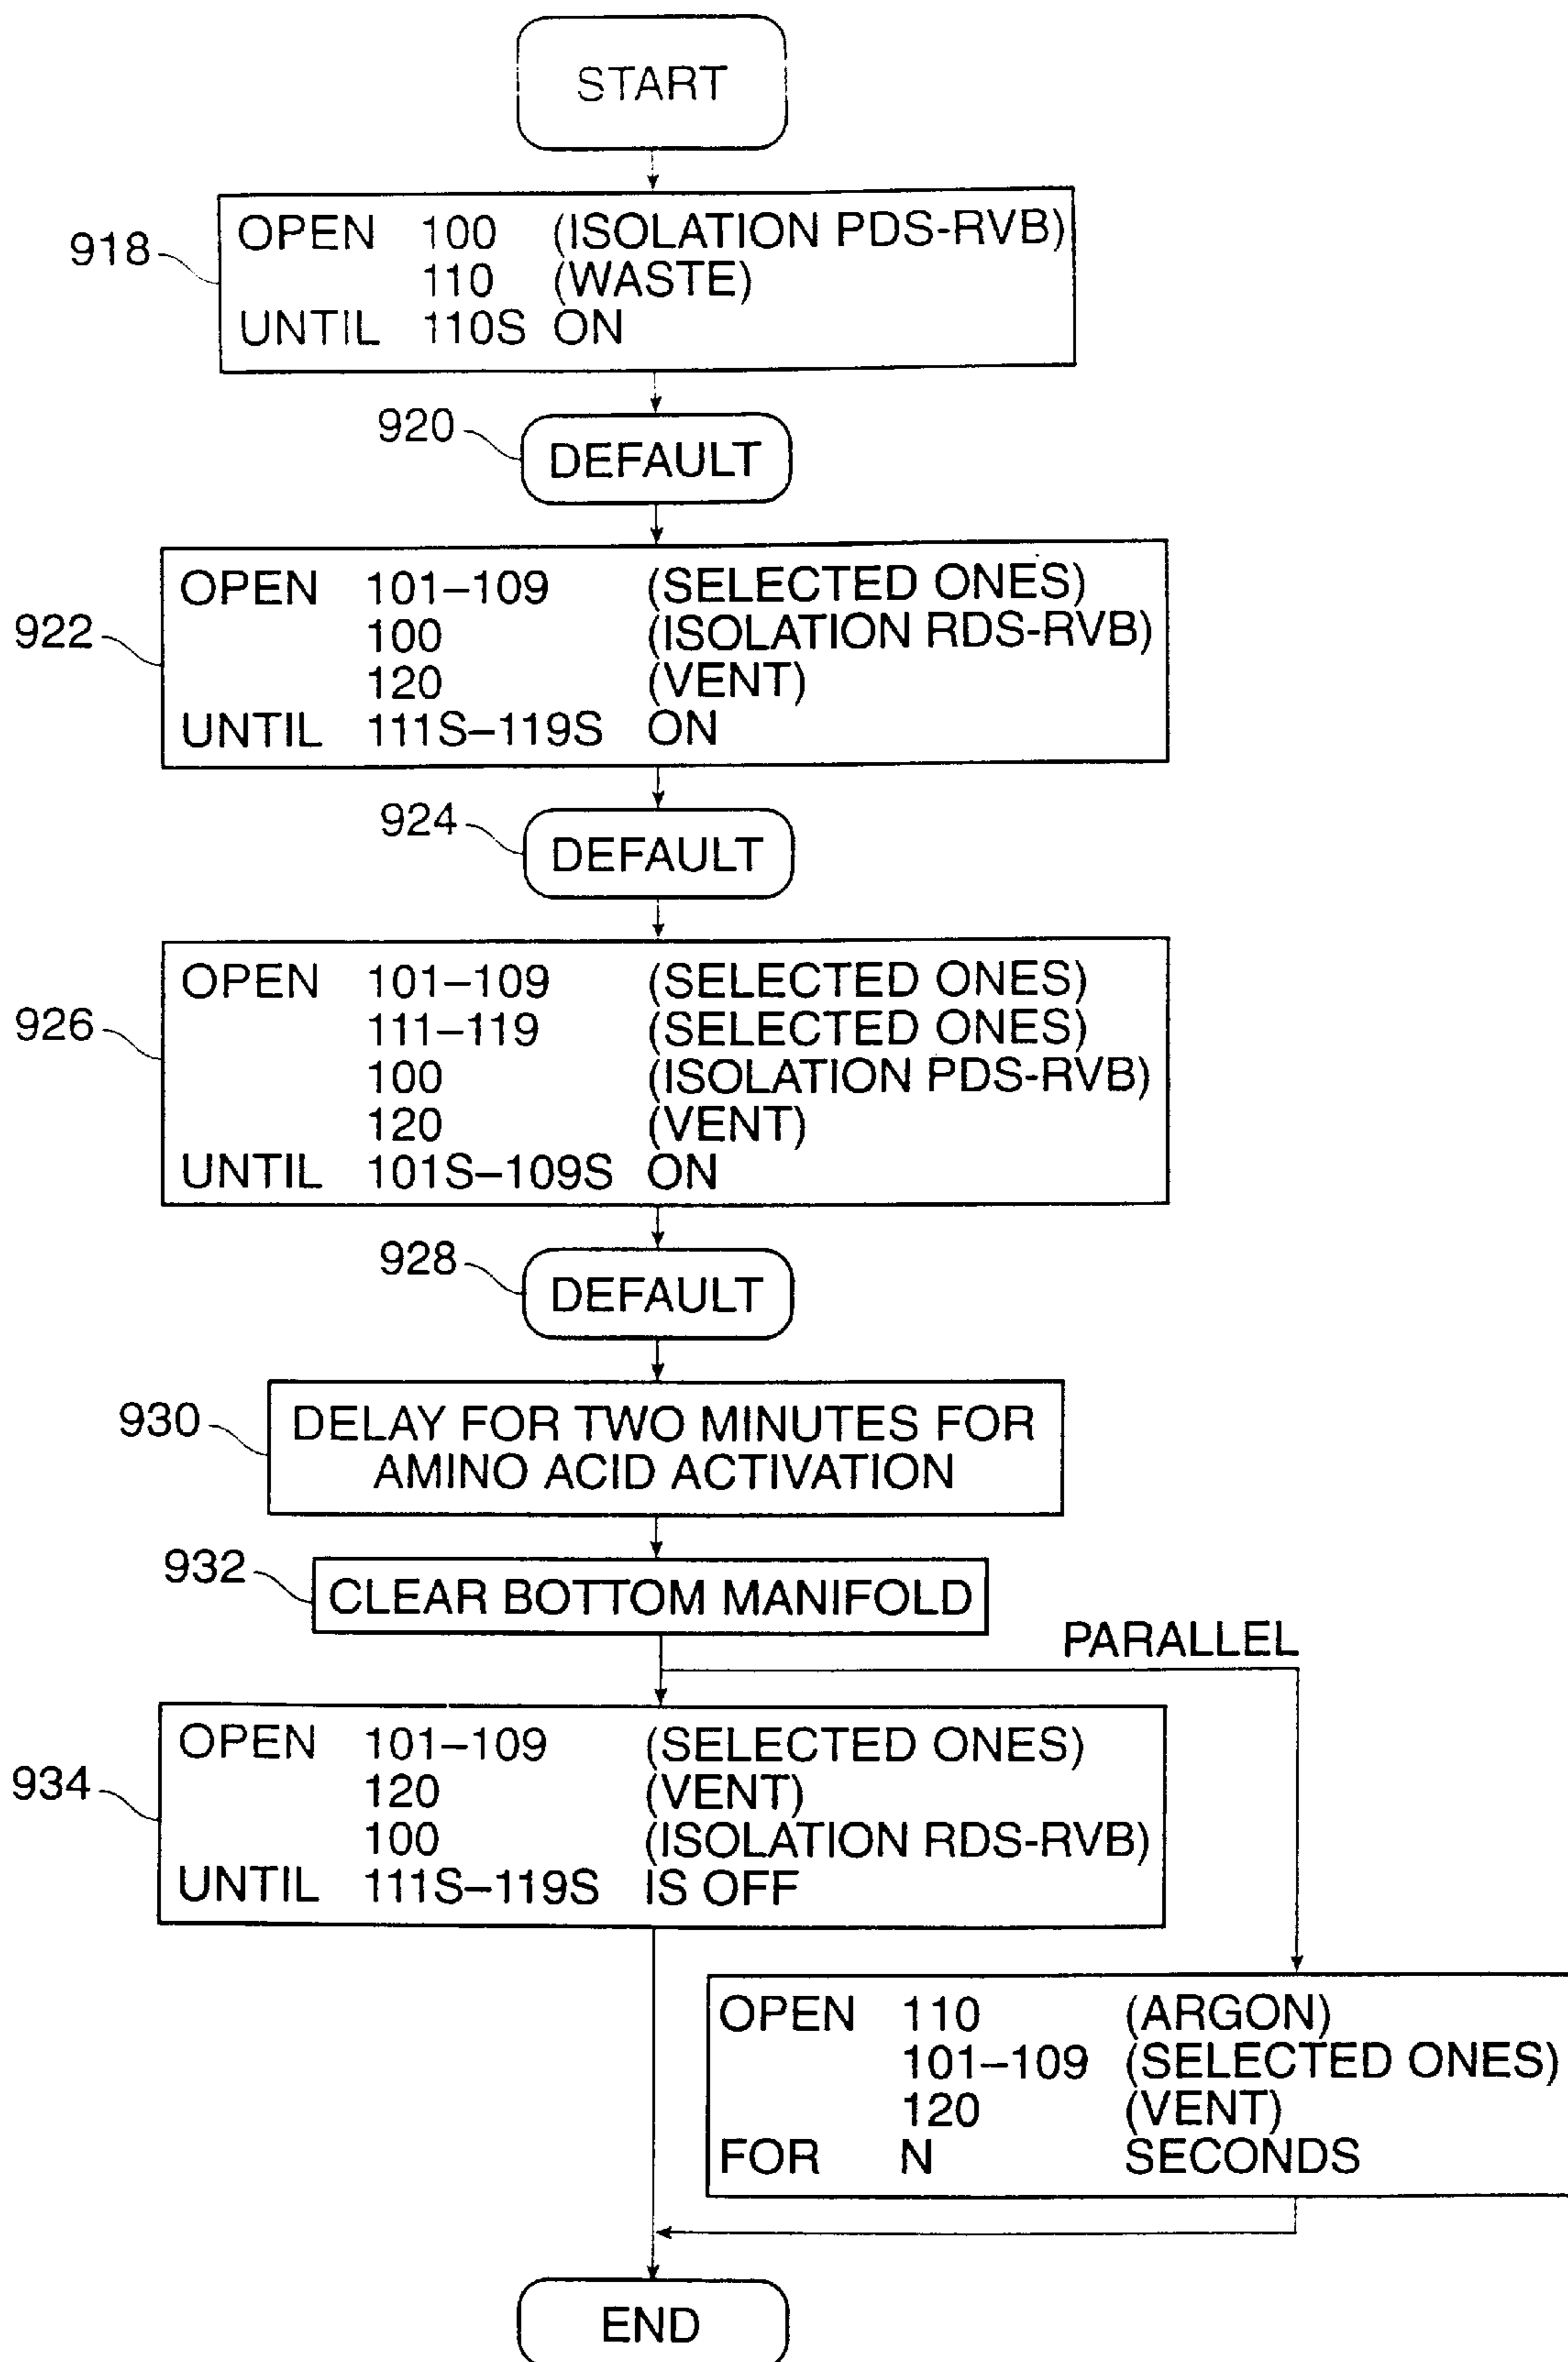 START
918
OPEN 100 (ISOLATION PDS-RVB)
110 (WASTE)
UNTIL 110S ON
920
DEFAULT
922
OPEN 101–109 (SELECTED ONES)
100 (ISOLATION RDS-RVB)
120 (VENT)
UNTIL 111S–119S ON
924
DEFAULT
926
OPEN 101–109 (SELECTED ONES)
111–119 (SELECTED ONES)
100 (ISOLATION PDS-RVB)
120 (VENT)
UNTIL 101S–109S ON
928
DEFAULT
930
DELAY FOR TWO MINUTES FOR
AMINO ACID ACTIVATION
932
CLEAR BOTTOM MANIFOLD
PARALLEL
934
OPEN 101–109 (SELECTED ONES)
120 (VENT)
100 (ISOLATION RDS-RVB)
UNTIL 111S–119S IS OFF
OPEN 110 (ARGON)
101–109 (SELECTED ONES)
120 (VENT)
FOR N SECONDS
END